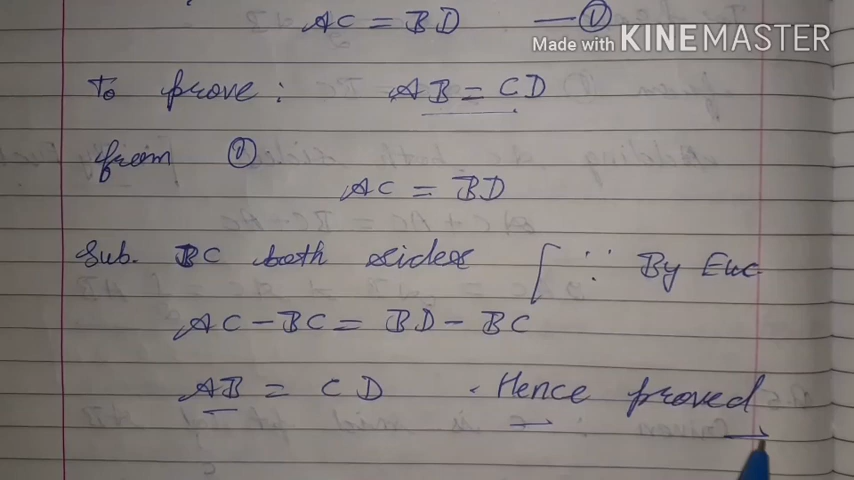 AC = BD —①
Made with KINEMASTER
To prove: AB = CD
from ①
AC = BD
Sub. BC both sides [ ∵ By Euc.
AC - BC = BD - BC
AB = CD . Hence proved